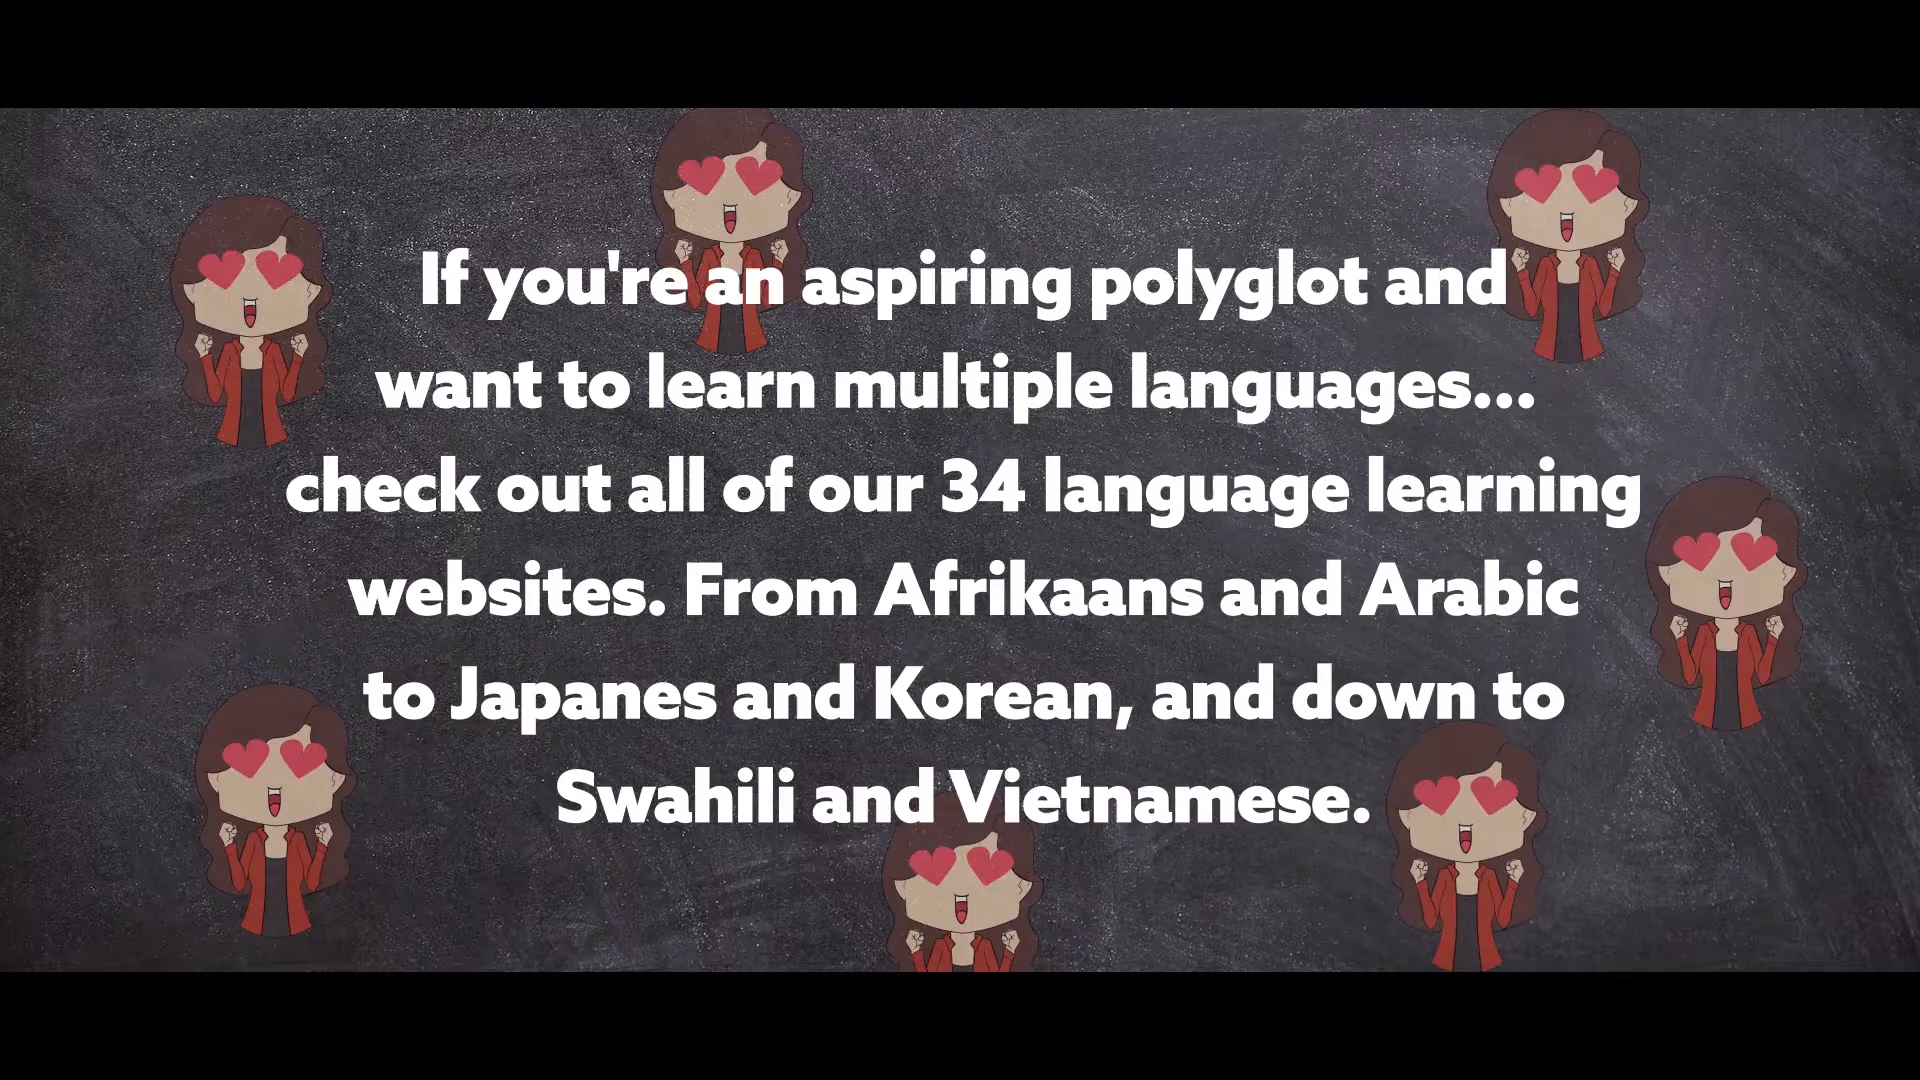 If you're an aspiring polyglot and
want to learn multiple languages...
check out all of our 34 language learning
websites. From Afrikaans and Arabic
to Japanes and Korean, and down to
Swahili and Vietnamese.